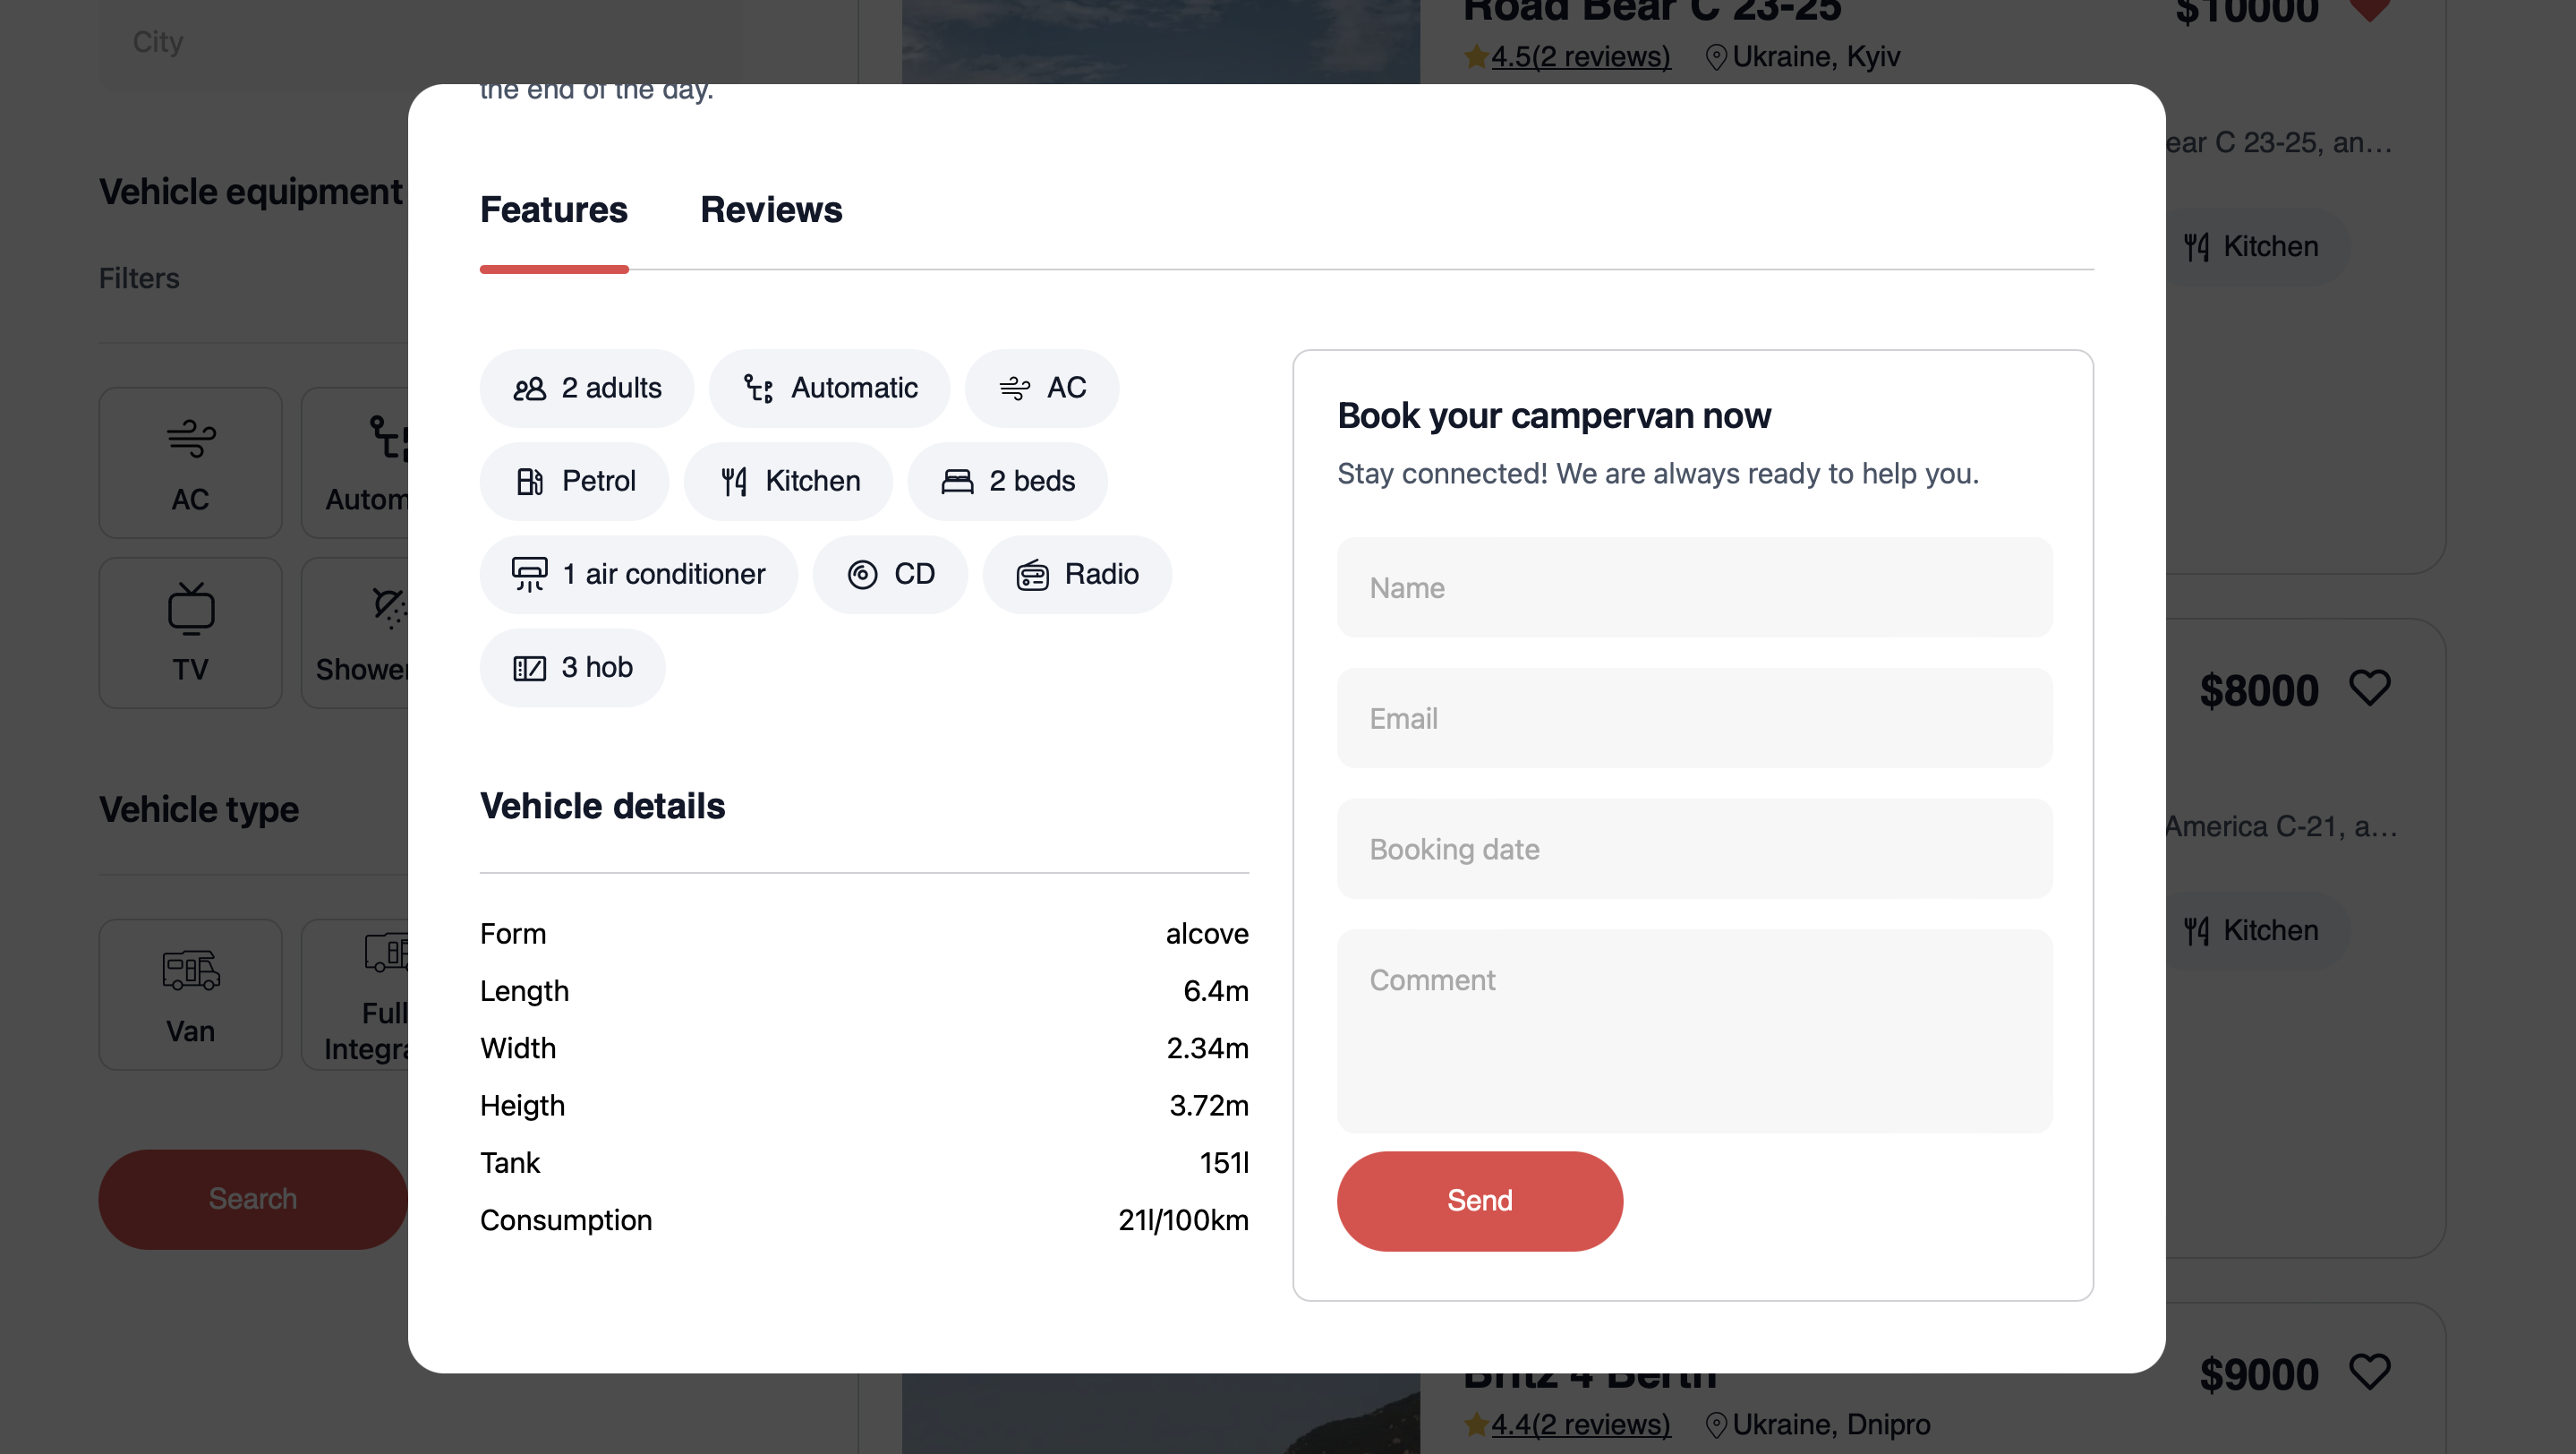 City
Vehicle equipment
Filters
AC
Autom
TV
Shower
Vehicle type
Van
Full
Integra
Search
the end of the day.
Features
Reviews
2 adults
Automatic
AC
Petrol
Kitchen
2 beds
1 air conditioner
CD
Radio
3 hob
Vehicle details
Form alcove
Length 6.4m
Width 2.34m
Heigth 3.72m
Tank 151l
Consumption 21l/100km
Book your campervan now
Stay connected! We are always ready to help you.
Name
Email
Booking date
Comment
Send
Road Bear C 23-25
$10000
4.5(2 reviews)
Ukraine, Kyiv
ear C 23-25, an...
Kitchen
$8000
America C-21, a...
Kitchen
Britz 4 Berth
$9000
4.4(2 reviews)
Ukraine, Dnipro